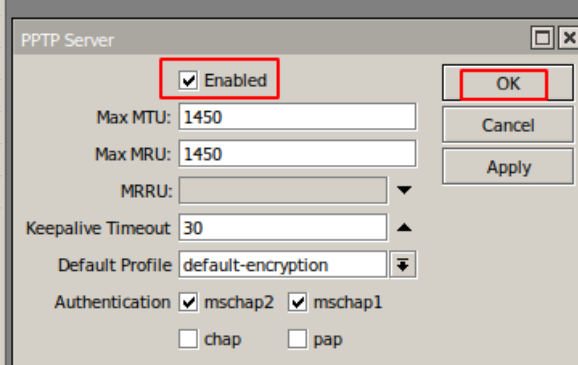 PPTP Server
Enabled
OK
Max MTU: 1450
Cancel
Max MRU: 1450
Apply
MRRU:
Keepalive Timeout 30
Default Profile default-encryption
Authentication mschap2 mschap1
chap pap